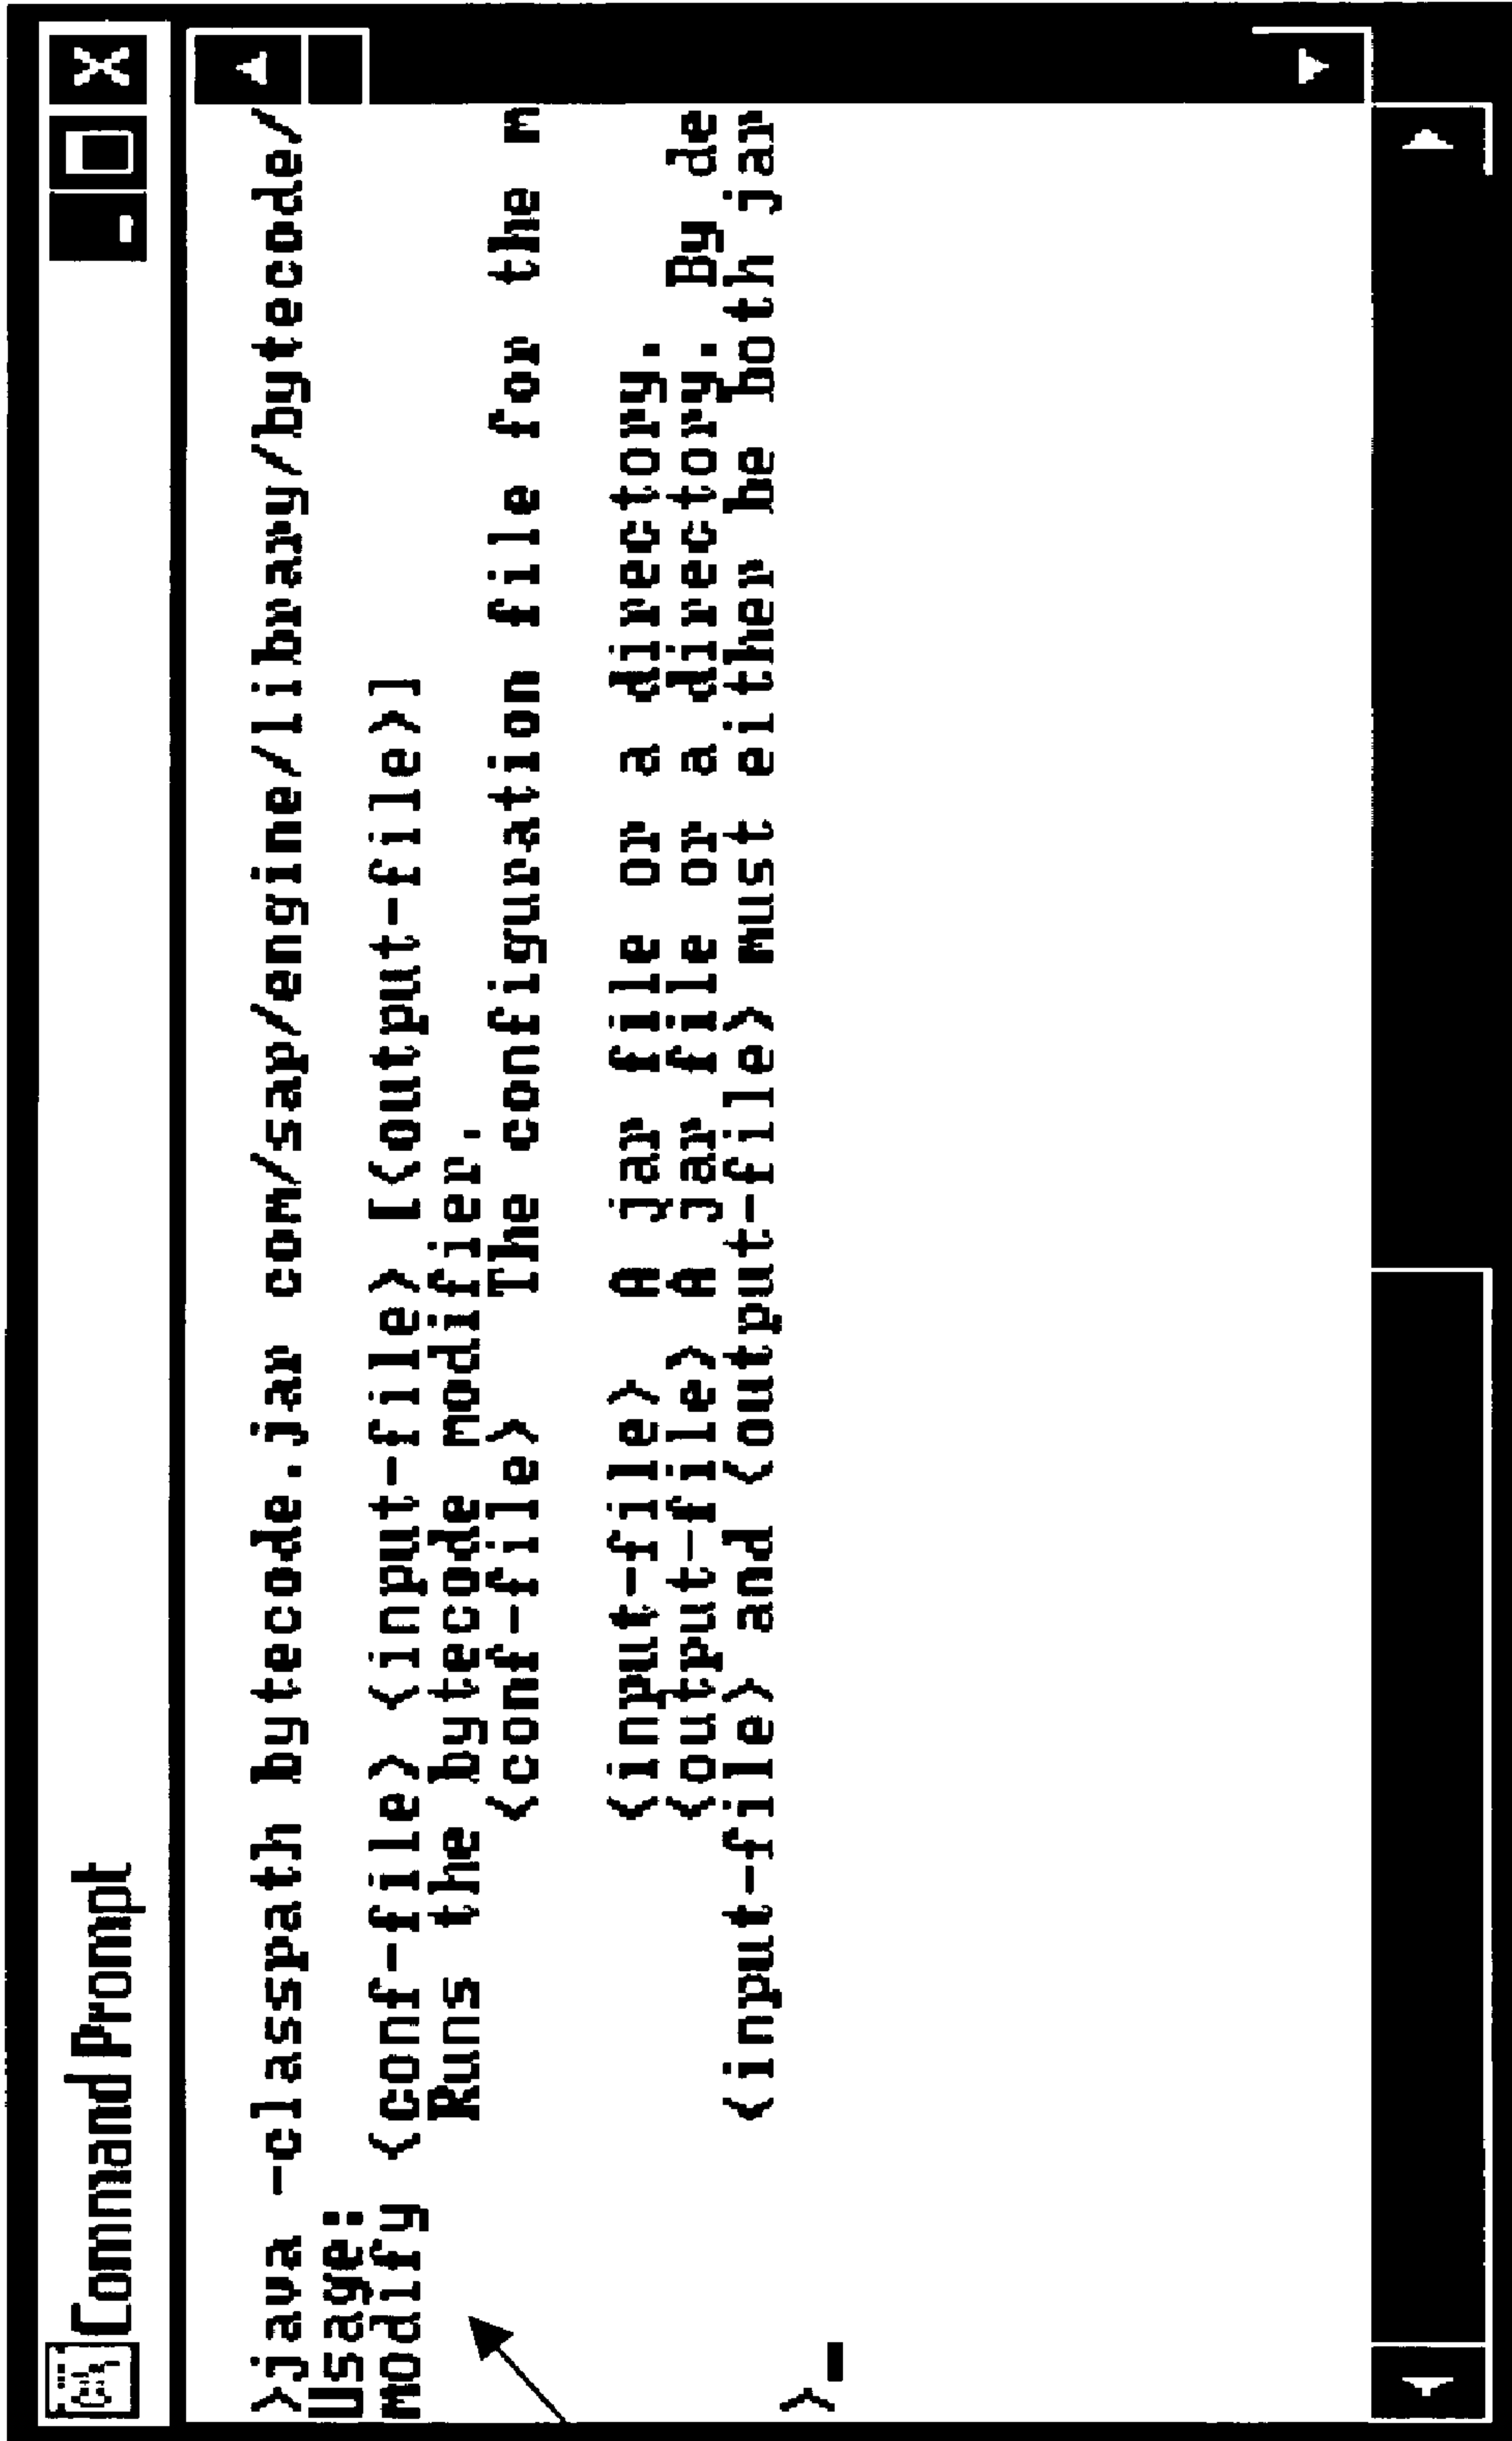 Command Prompt
>java -classpath bytecode.jar com/sap/engine/library/bytecode/
Usage:
modify <conf-file> <input-file> [<output-file>]
Runs the bytecode modifier.
<conf-file> The configuration file for the m
<input-file> A jar file or a directory.
<output-file> A jar file or a directory. By de
<input-file> and <output-file> must either be both jar
>_